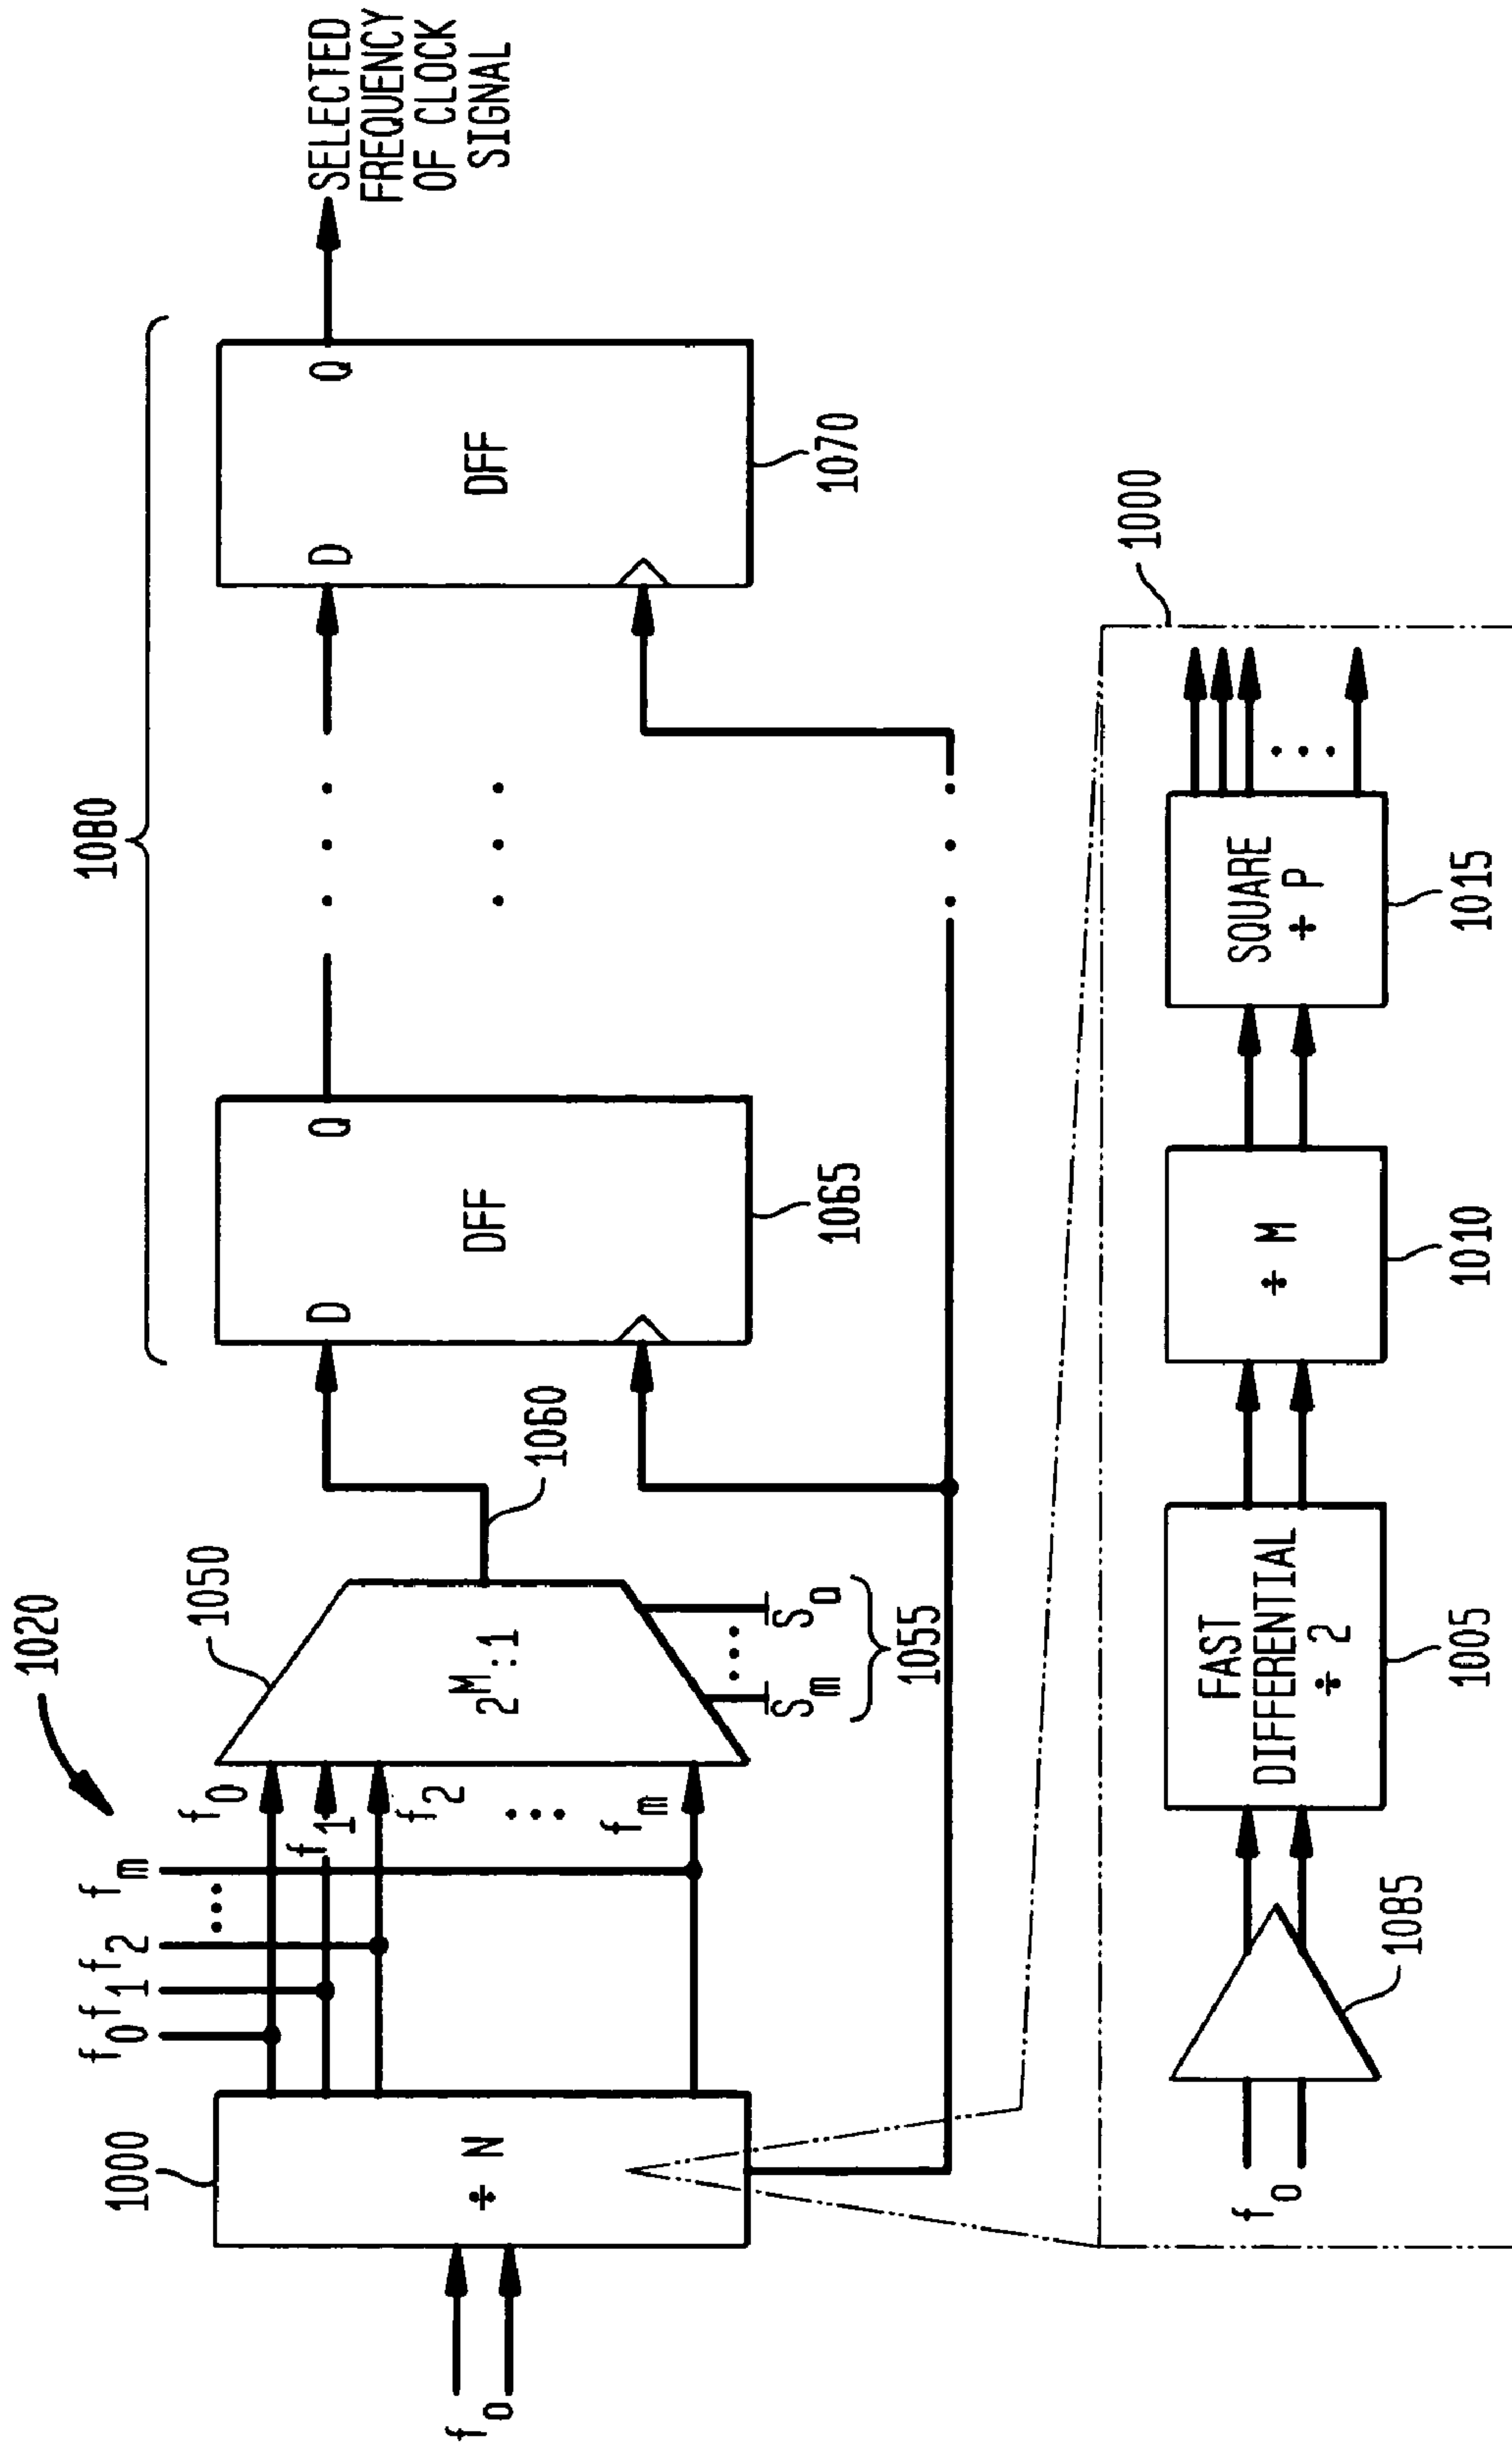 1020
1000
÷ N
f₀
f₀ f₁ f₂ ... fₘ
f₀
f₁
f₂
...
fₘ
1050
2ᴹ:1
Sₘ ... S₀
1055
1060
1080
D Q
DFF
1065
...
D Q
DFF
1070
SELECTED
FREQUENCY
OF CLOCK
SIGNAL
1000
f₀
1085
FAST
DIFFERENTIAL
÷ 2
1005
÷ M
1010
SQUARE
÷ P
1015
...